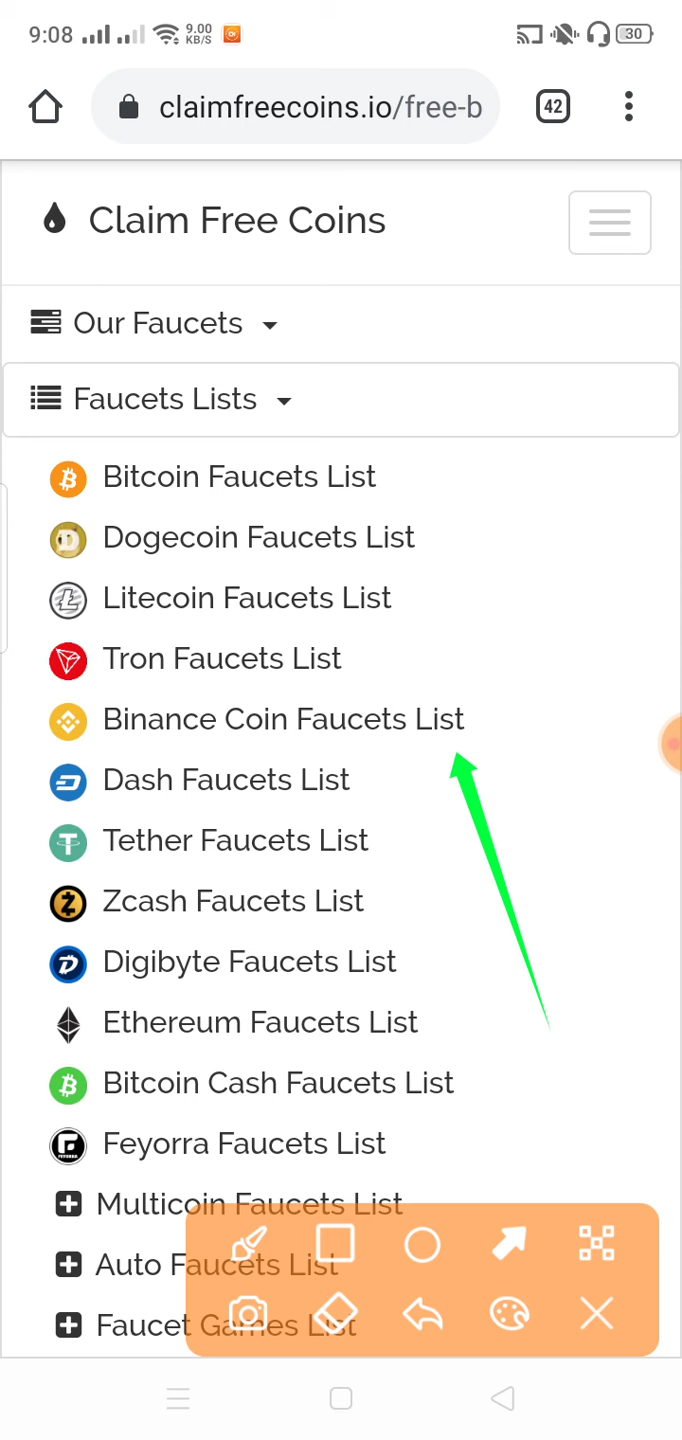 9:08 9.00 KB/S 30
claimfreecoins.io/free-b 42
Claim Free Coins
Our Faucets
Faucets Lists
Bitcoin Faucets List
Dogecoin Faucets List
Litecoin Faucets List
Tron Faucets List
Binance Coin Faucets List
Dash Faucets List
Tether Faucets List
Zcash Faucets List
Digibyte Faucets List
Ethereum Faucets List
Bitcoin Cash Faucets List
Feyorra Faucets List
Multicoin Faucets List
Auto Faucets List
Faucet Games List